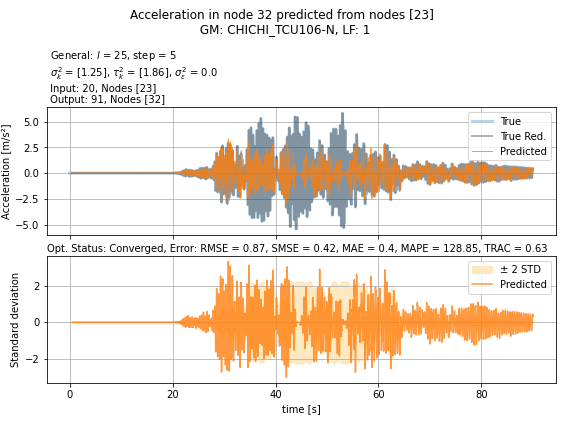 Acceleration in node 32 predicted from nodes [23]
GM: CHICHI_TCU106-N, LF: 1
General: l = 25, step = 5
σ²ₖ = [1.25], τ²ₖ = [1.86], σ²ε = 0.0
Input: 20, Nodes [23]
Output: 91, Nodes [32]
Acceleration [m/s²]
5.0
2.5
0.0
−2.5
−5.0
True
True Red.
Predicted
Opt. Status: Converged, Error: RMSE = 0.87, SMSE = 0.42, MAE = 0.4, MAPE = 128.85, TRAC = 0.63
Standard deviation
2
0
−2
± 2 STD
Predicted
0 20 40 60 80
time [s]